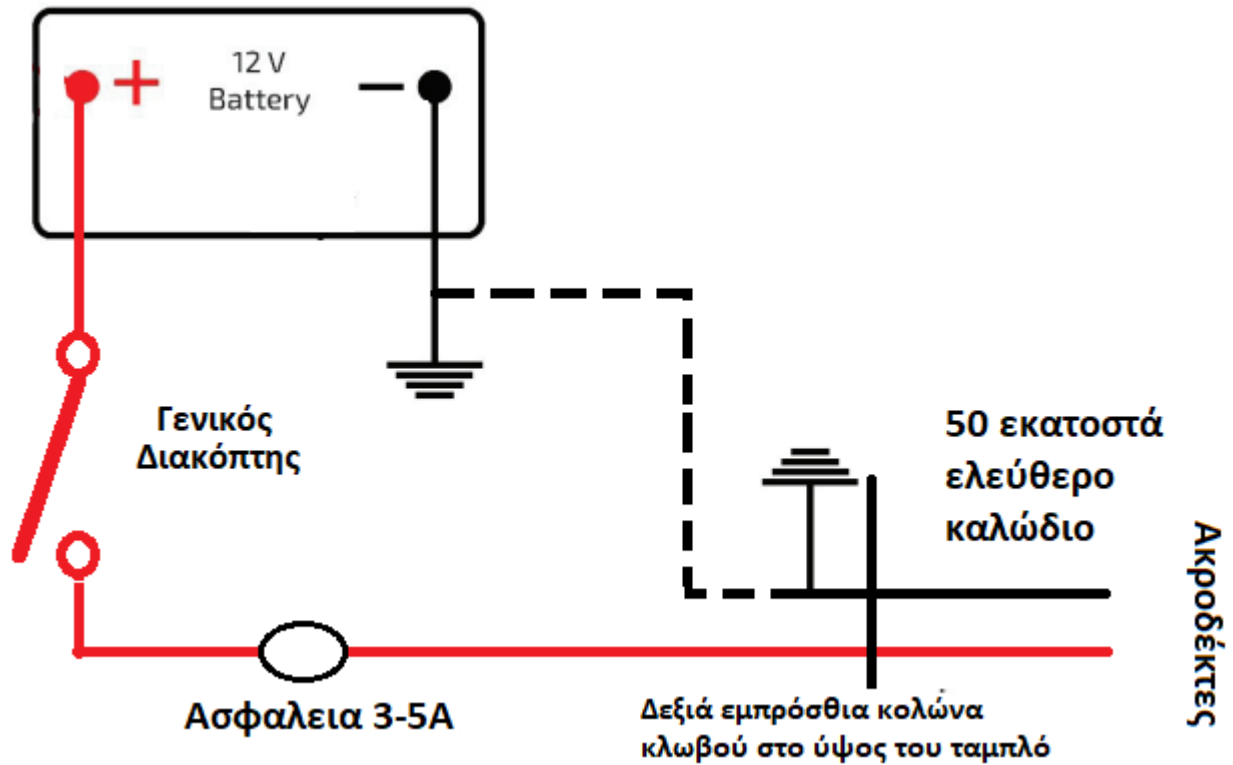 + 12 V −
Battery
Γενικός
Διακόπτης
50 εκατοστά
ελεύθερο
καλώδιο
Ακροδέκτες
Ασφαλεια 3-5Α
Δεξιά εμπρόσθια κολώνα
κλωβού στο ύψος του ταμπλό